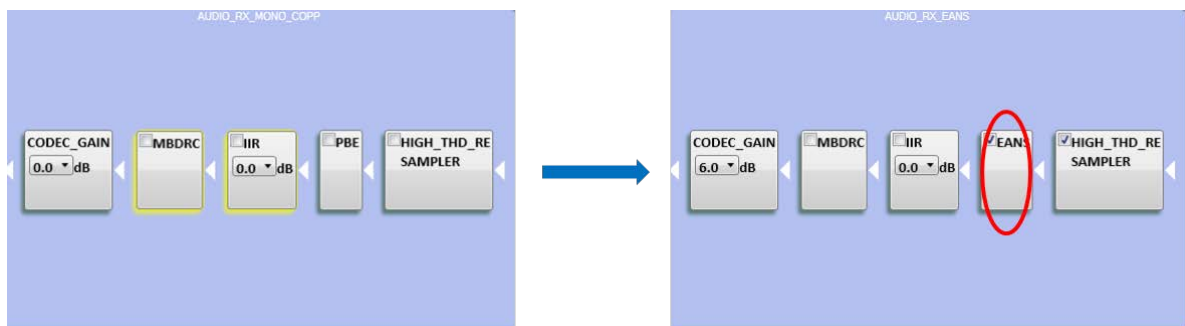 AUDIO_RX_MONO_COPP
CODEC_GAIN
0.0 dB
MBDRC
IIR
0.0 dB
PBE
HIGH_THD_RE
SAMPLER
AUDIO_RX_EANS
CODEC_GAIN
6.0 dB
MBDRC
IIR
0.0 dB
EANS
HIGH_THD_RE
SAMPLER